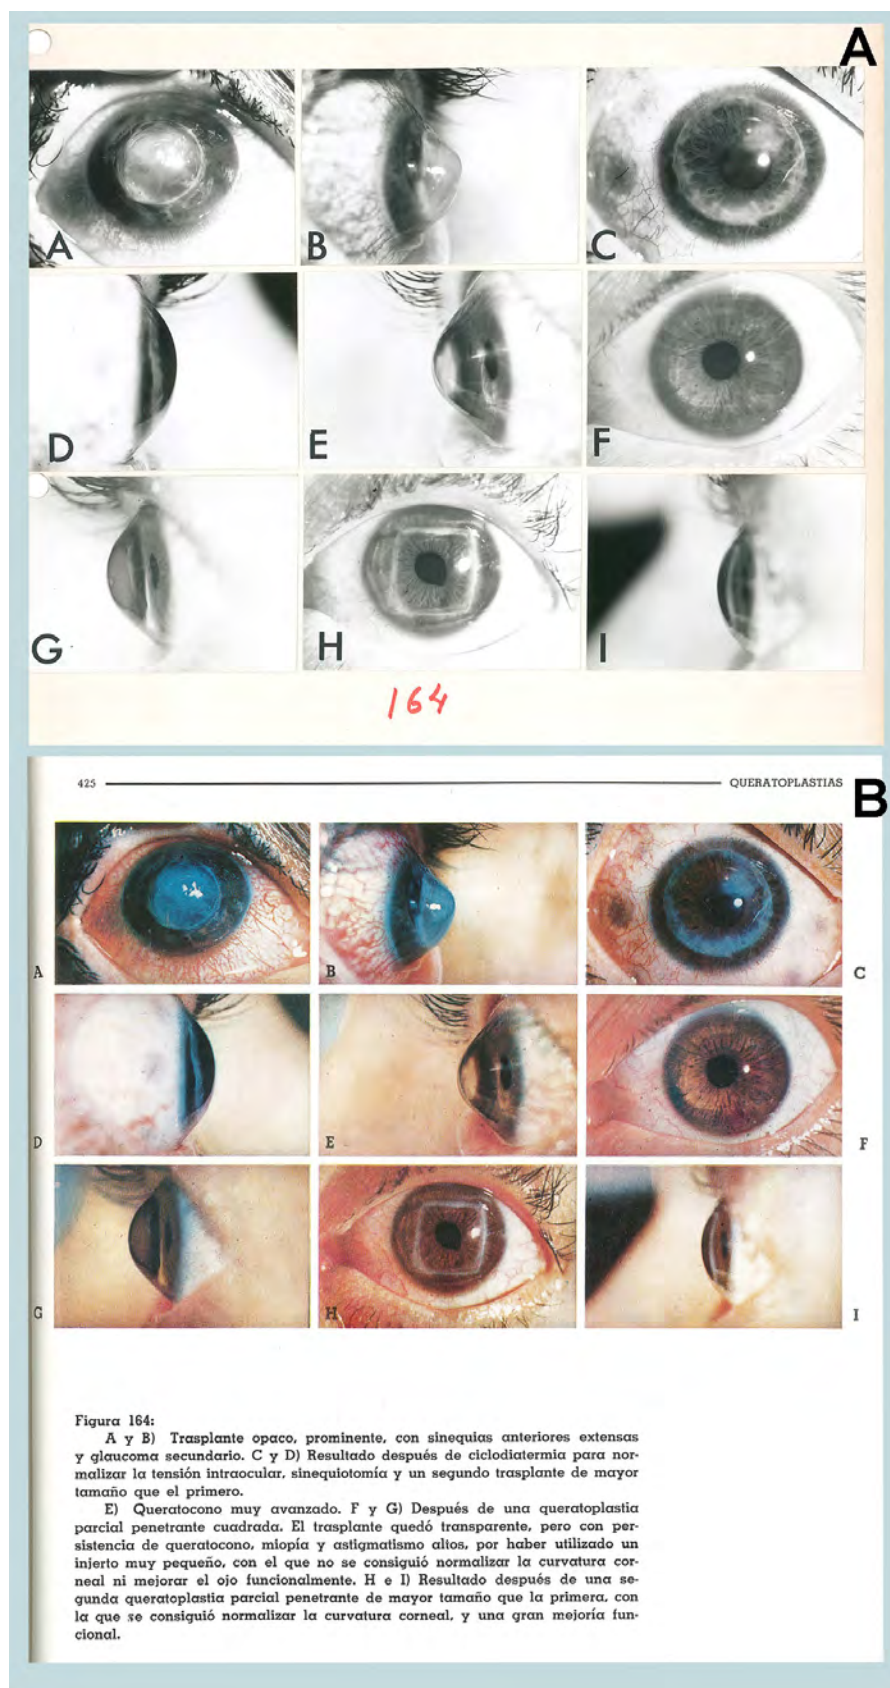 A
A
B
C
D
E
F
G
H
I
164
425
QUERATOPLASTIAS
B
A
B
C
D
E
F
G
H
I
Figura 164:
A y B) Trasplante opaco, prominente, con sinequias anteriores extensas
y glaucoma secundario. C y D) Resultado después de ciclodiatermia para nor-
malizar la tensión intraocular, sinequiotomía y un segundo trasplante de mayor
tamaño que el primero.
E) Queratocono muy avanzado. F y G) Después de una queratoplastia
parcial penetrante cuadrada. El trasplante quedó transparente, pero con per-
sistencia de queratocono, miopía y astigmatismo altos, por haber utilizado un
injerto muy pequeño, con el que no se consiguió normalizar la curvatura cor-
neal ni mejorar el ojo funcionalmente. H e I) Resultado después de una se-
gunda queratoplastia parcial penetrante de mayor tamaño que la primera, con
la que se consiguió normalizar la curvatura corneal, y una gran mejoría fun-
cional.